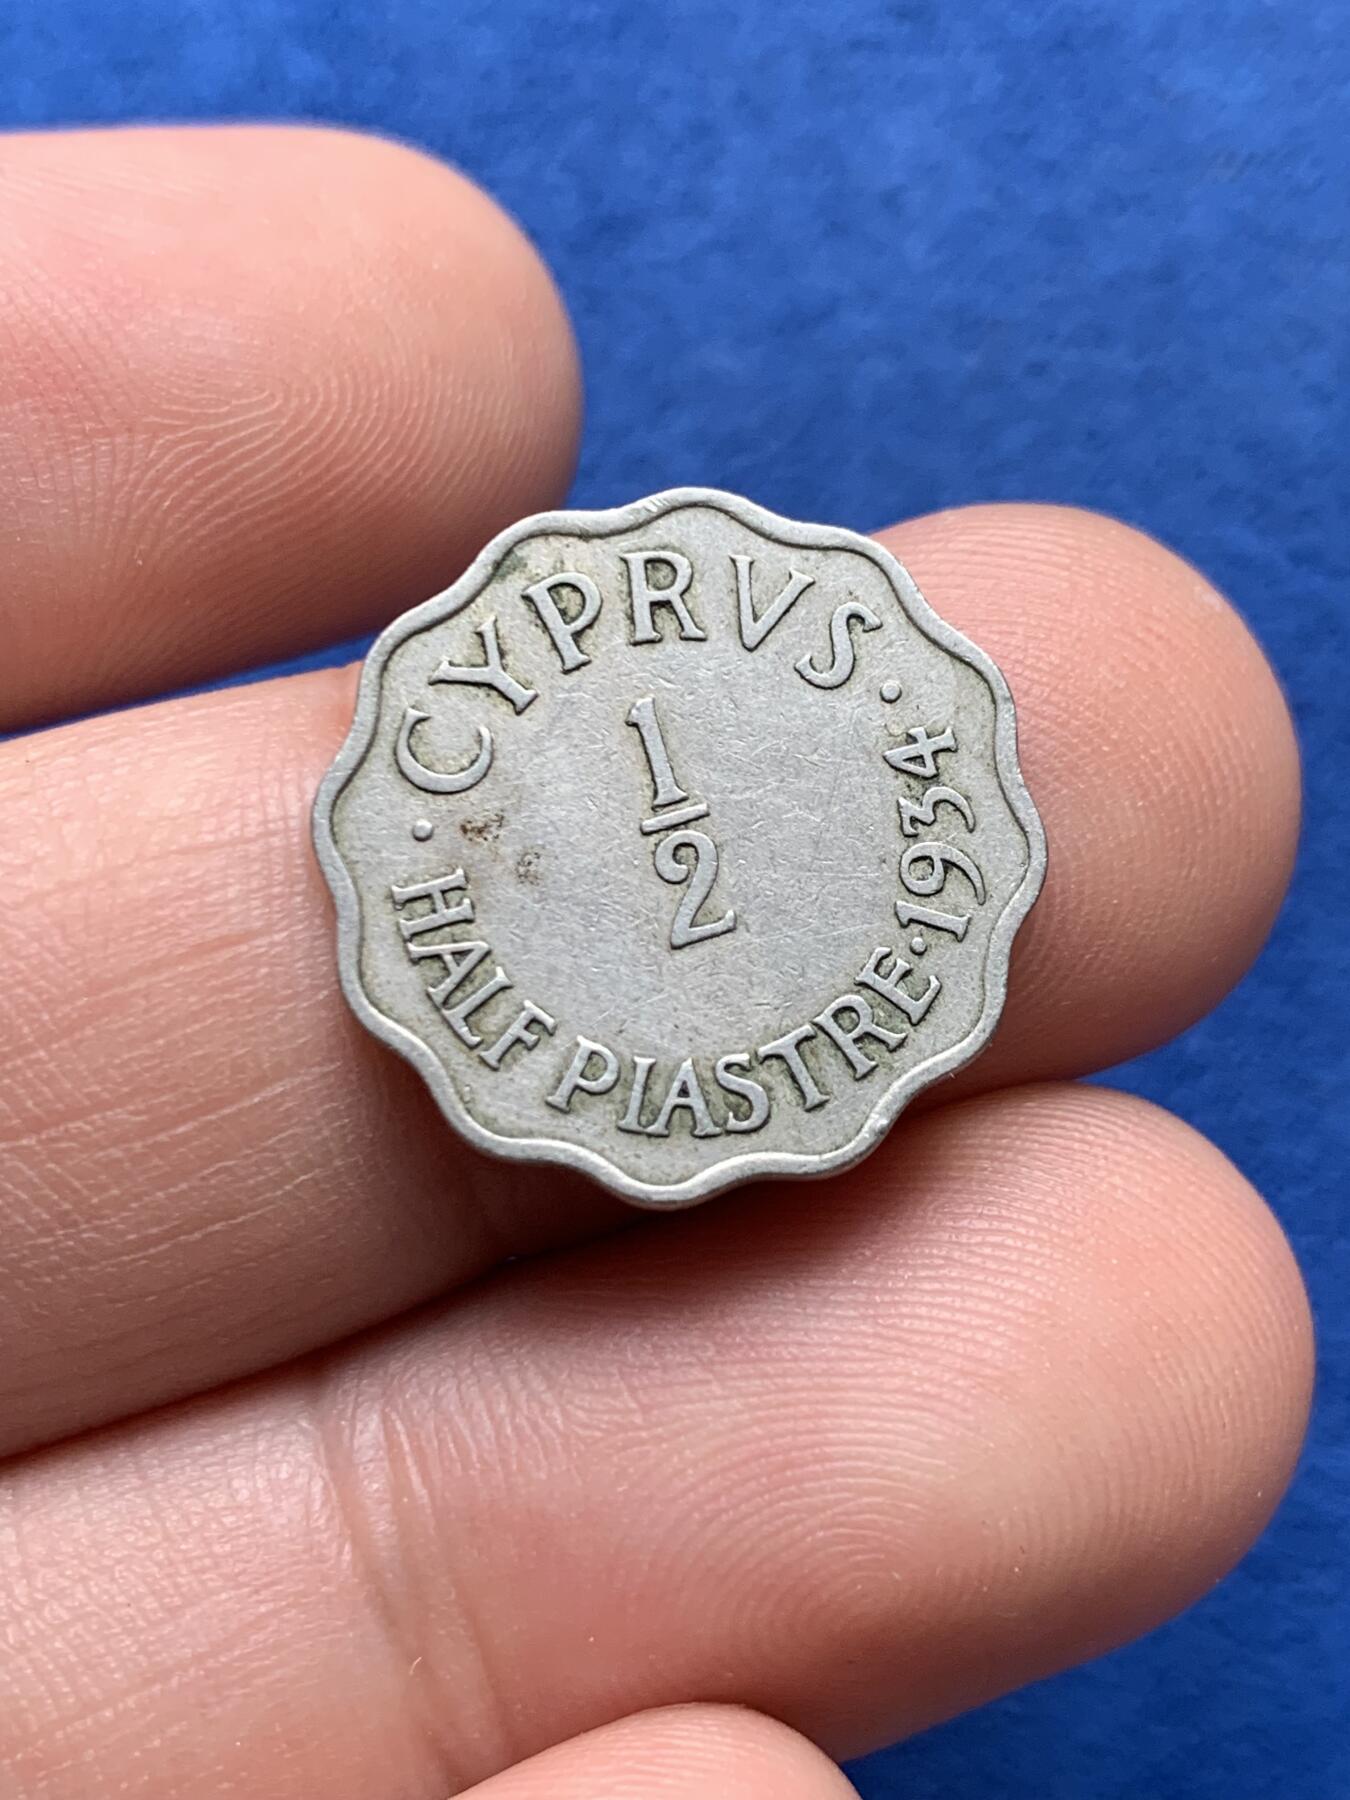 CYPRVS
1/2
HALF PIASTRE·1934